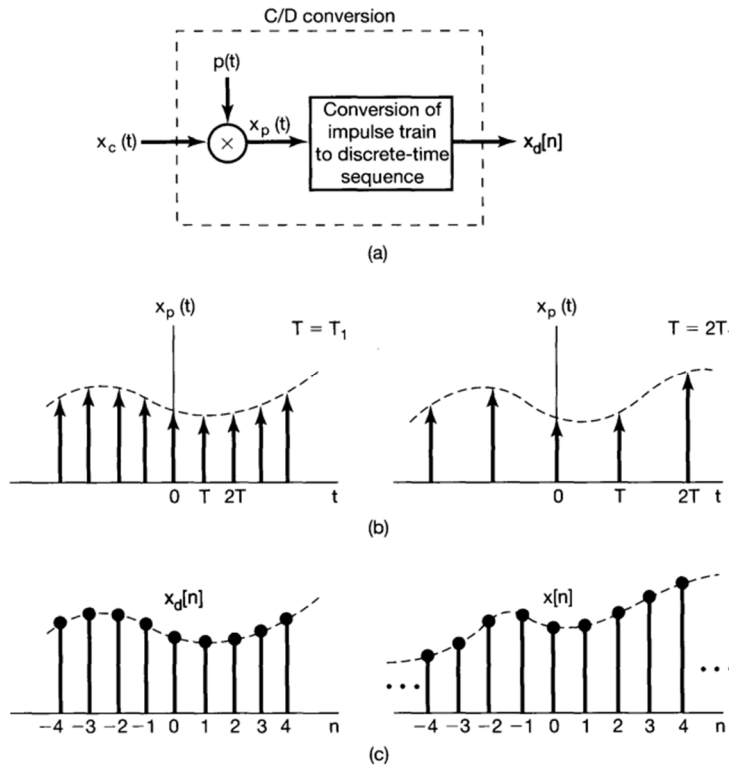 C/D conversion
p(t)
x_c (t)
×
x_p (t)
Conversion of
impulse train
to discrete-time
sequence
x_d[n]
(a)
x_p (t)
T = T_1
0 T 2T t
x_p (t)
T = 2T
0 T 2T t
(b)
x_d[n]
−4 −3 −2 −1 0 1 2 3 4 n
x[n]
−4 −3 −2 −1 0 1 2 3 4 n
(c)